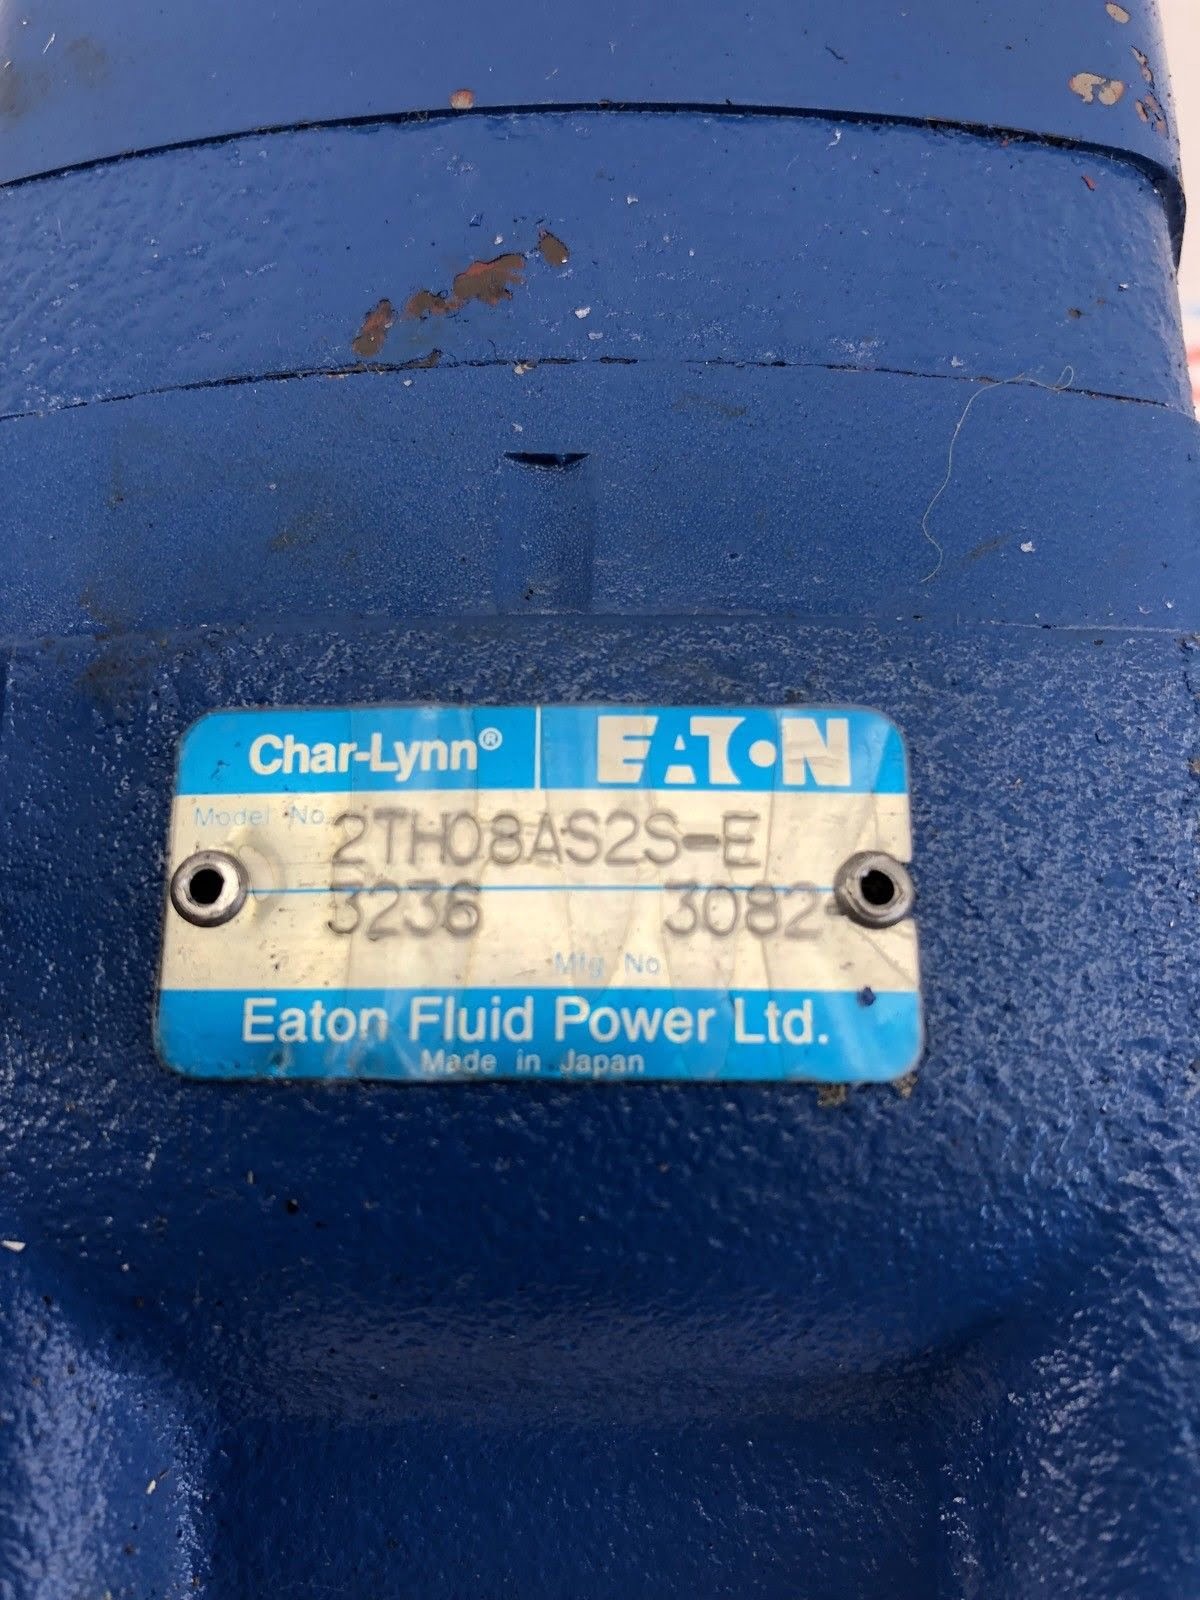 Char-Lynn® EATON
Model No. 2TH08AS2S-E
3236 3082-
Mfg No
Eaton Fluid Power Ltd.
Made in Japan